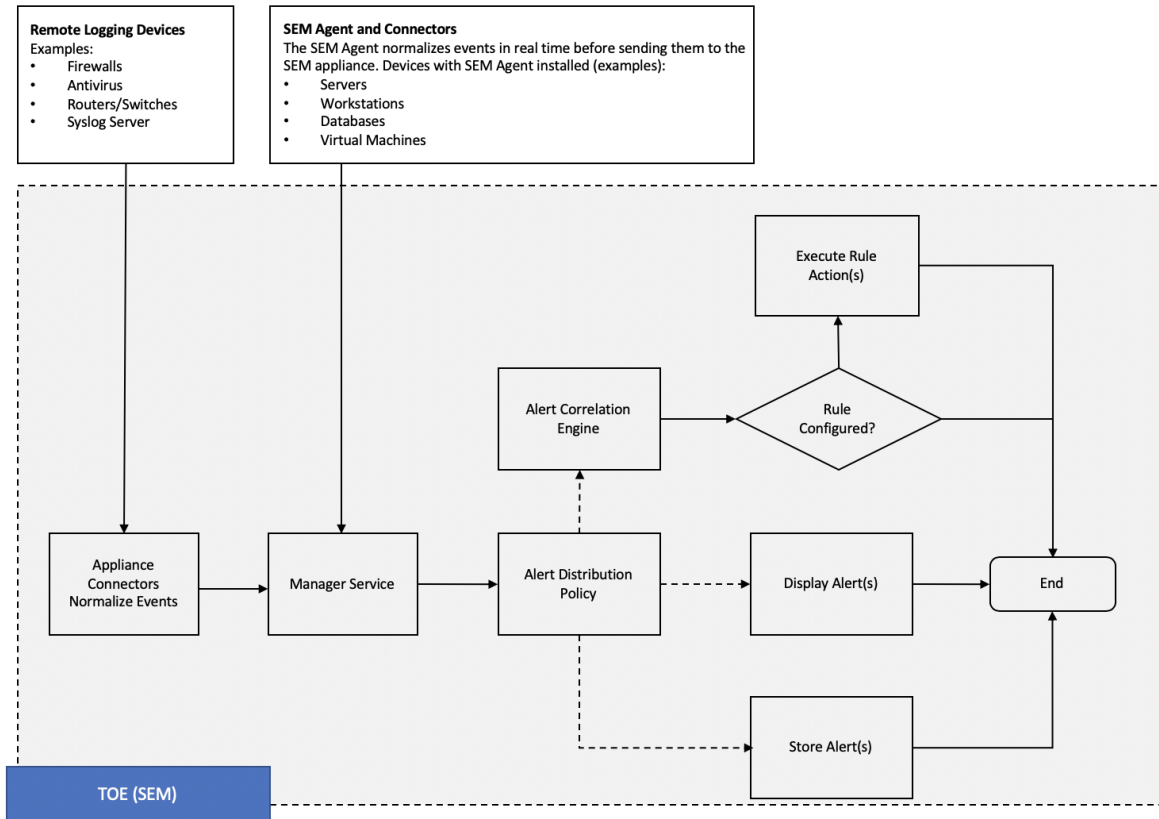 Remote Logging Devices
Examples:
• Firewalls
• Antivirus
• Routers/Switches
• Syslog Server
SEM Agent and Connectors
The SEM Agent normalizes events in real time before sending them to the
SEM appliance. Devices with SEM Agent installed (examples):
• Servers
• Workstations
• Databases
• Virtual Machines
Execute Rule
Action(s)
Alert Correlation
Engine
Rule
Configured?
Appliance
Connectors
Normalize Events
Manager Service
Alert Distribution
Policy
Display Alert(s)
End
Store Alert(s)
TOE (SEM)